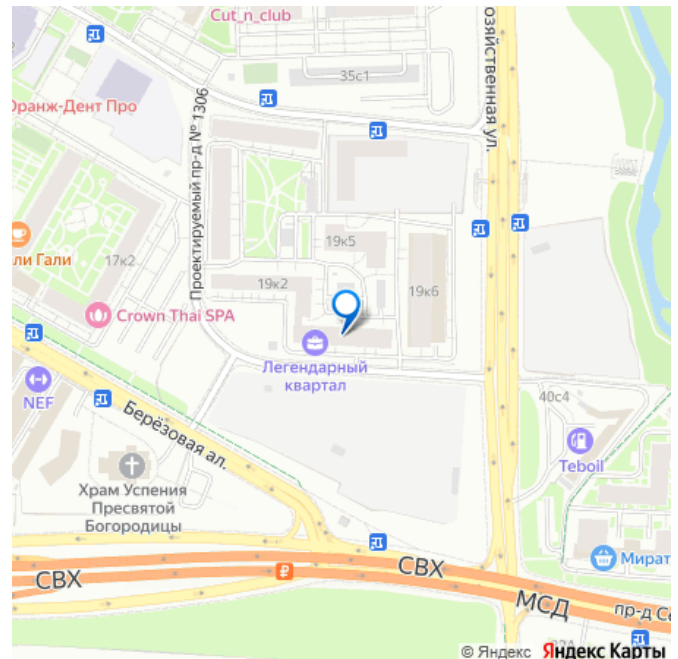 Cut_n_club
35с1
озяйственная ул.
Оранж-Дент Про
Проектируемый пр-д № 1306
ли Гали
17к2
19к5
19к2
19к6
Crown Thai SPA
Легендарный
квартал
NEF
Берёзовая ал.
40с4
Teboil
Храм Успения
Пресвятой
Богородицы
Мират
СВХ
СВХ
МСД
пр-д Се
₽
© Яндекс Яндекс Карты